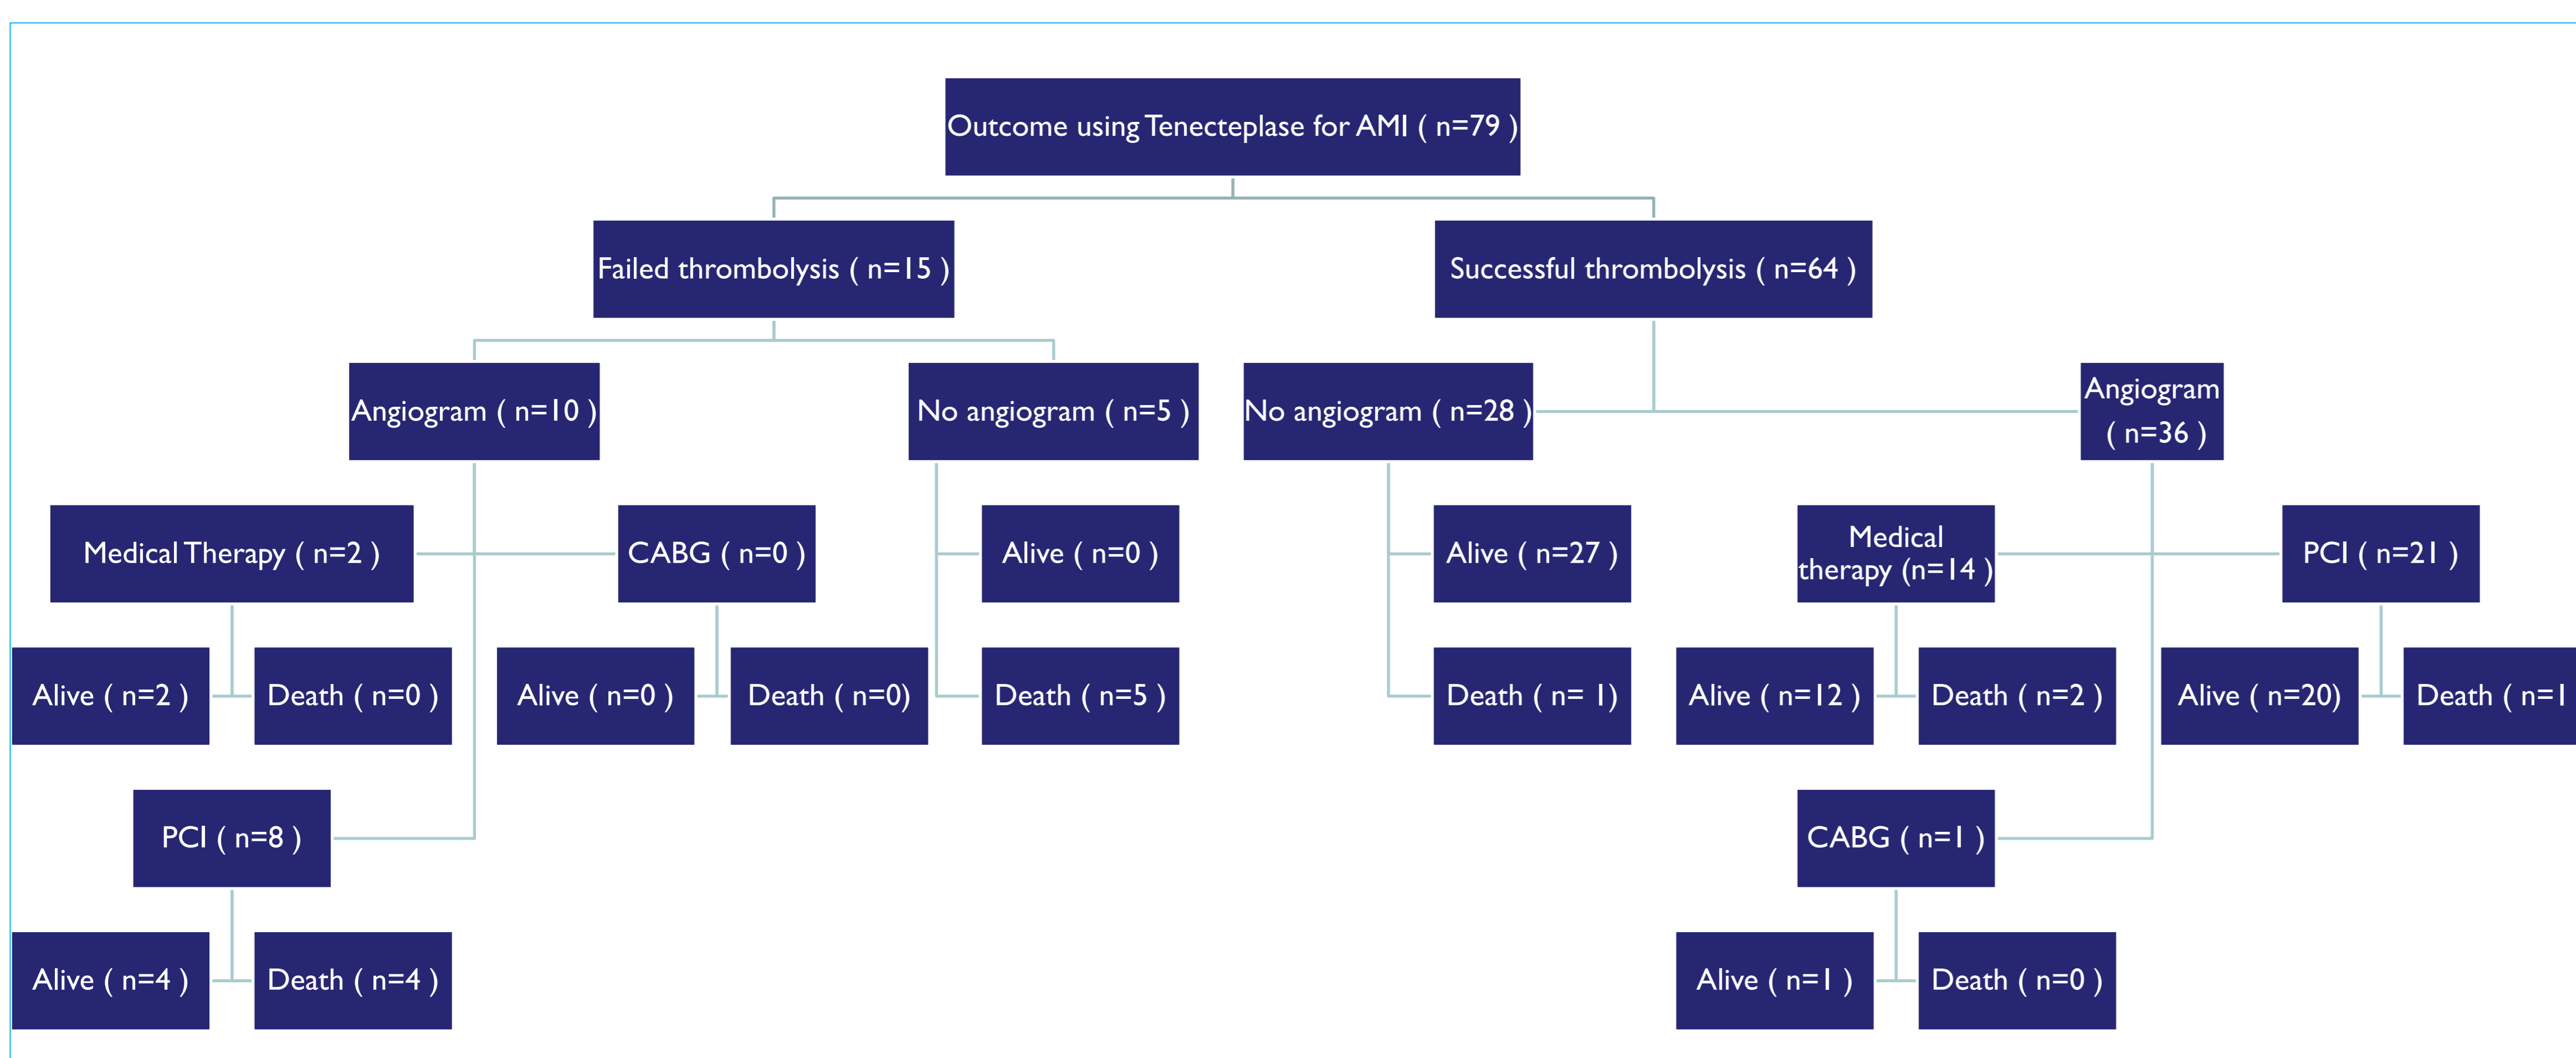 Outcome using Tenecteplase for AMI ( n=79 )
Failed thrombolysis ( n=15 )
Successful thrombolysis ( n=64 )
Angiogram ( n=10 )
No angiogram ( n=5 )
No angiogram ( n=28 )
Angiogram
( n=36 )
Medical Therapy ( n=2 )
CABG ( n=0 )
Alive ( n=0 )
Alive ( n=27 )
Medical
therapy (n=14 )
PCI ( n=21 )
Alive ( n=2 )
Death ( n=0 )
Alive ( n=0 )
Death ( n=0)
Death ( n=5 )
Death ( n= 1)
Alive ( n=12 )
Death ( n=2 )
Alive ( n=20)
Death ( n=1
PCI ( n=8 )
CABG ( n=1 )
Alive ( n=4 )
Death ( n=4 )
Alive ( n=1 )
Death ( n=0 )